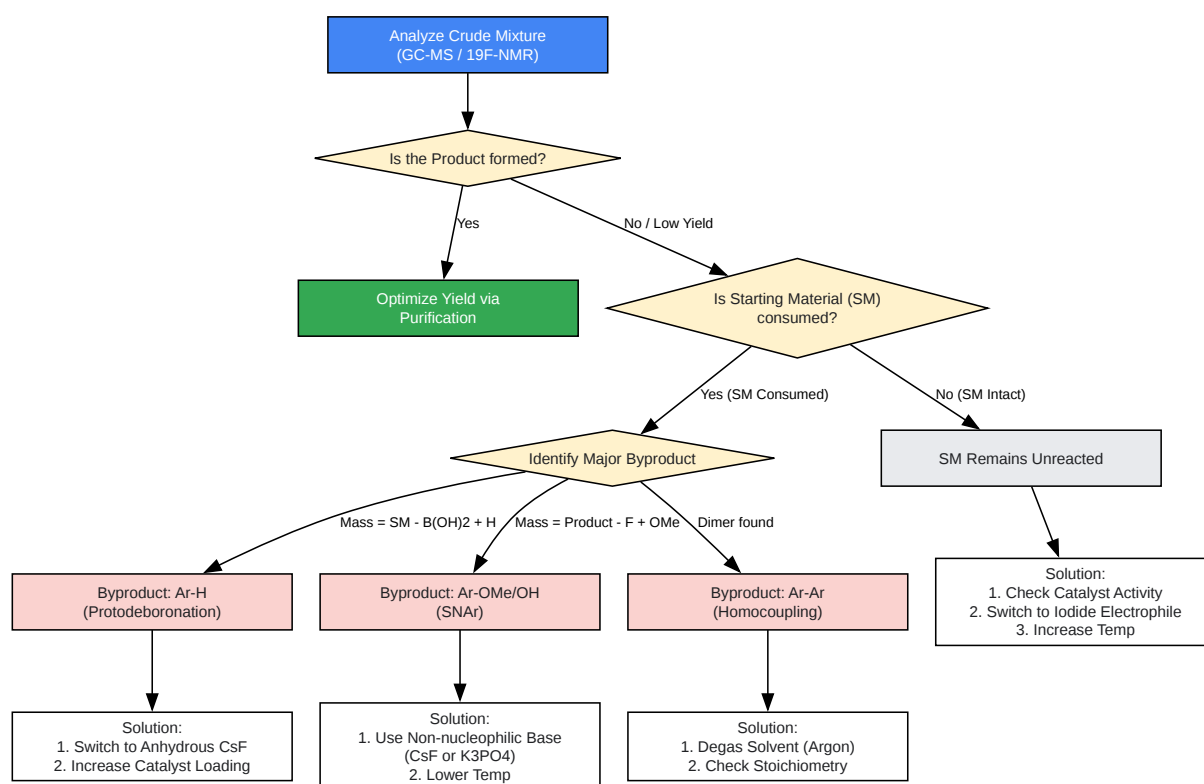 Analyze Crude Mixture
(GC-MS / 19F-NMR)
Is the Product formed?
Yes
No / Low Yield
Optimize Yield via
Purification
Is Starting Material (SM)
consumed?
Yes (SM Consumed)
No (SM Intact)
Identify Major Byproduct
SM Remains Unreacted
Mass = SM - B(OH)2 + H
Mass = Product - F + OMe
Dimer found
Byproduct: Ar-H
(Protodeboronation)
Byproduct: Ar-OMe/OH
(SNAr)
Byproduct: Ar-Ar
(Homocoupling)
Solution:
1. Check Catalyst Activity
2. Switch to Iodide Electrophile
3. Increase Temp
Solution:
1. Switch to Anhydrous CsF
2. Increase Catalyst Loading
Solution:
1. Use Non-nucleophilic Base
(CsF or K3PO4)
2. Lower Temp
Solution:
1. Degas Solvent (Argon)
2. Check Stoichiometry